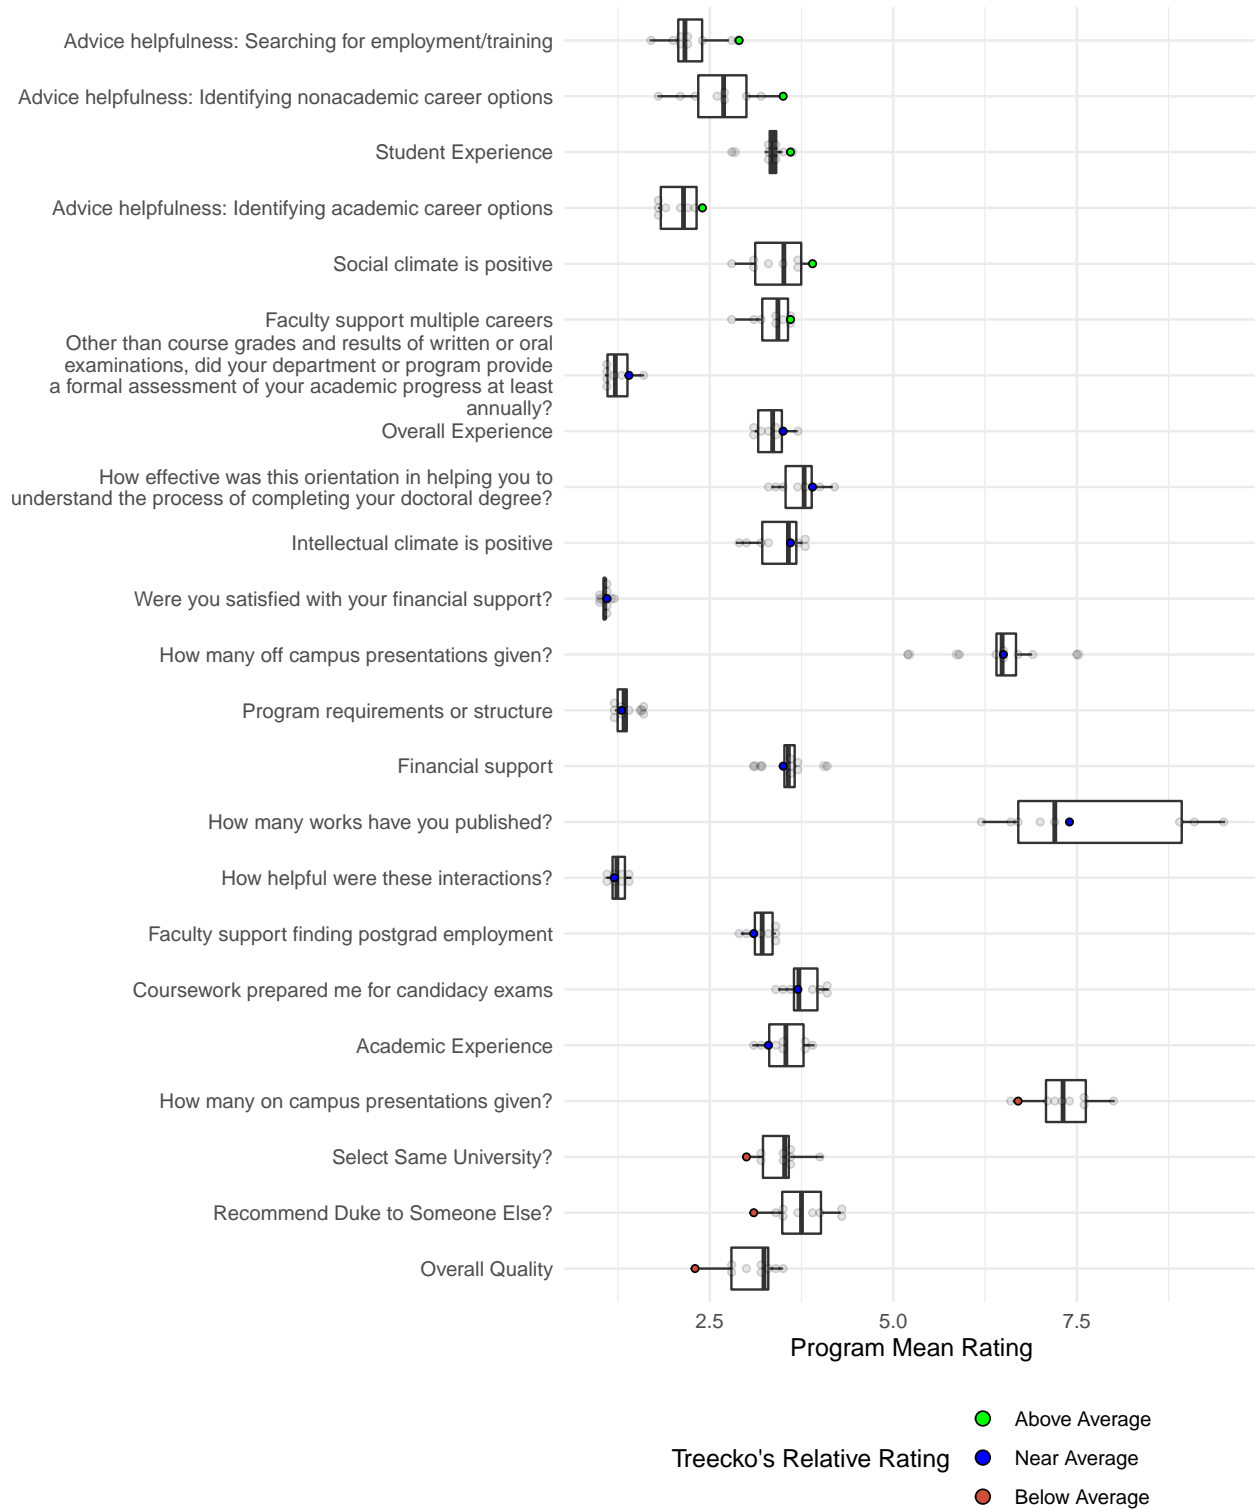 Advice helpfulness: Searching for employment/training
Advice helpfulness: Identifying nonacademic career options
Student Experience
Advice helpfulness: Identifying academic career options
Social climate is positive
Faculty support multiple careers
Other than course grades and results of written or oral
examinations, did your department or program provide
a formal assessment of your academic progress at least
annually?
Overall Experience
How effective was this orientation in helping you to
understand the process of completing your doctoral degree?
Intellectual climate is positive
Were you satisfied with your financial support?
How many off campus presentations given?
Program requirements or structure
Financial support
How many works have you published?
How helpful were these interactions?
Faculty support finding postgrad employment
Coursework prepared me for candidacy exams
Academic Experience
How many on campus presentations given?
Select Same University?
Recommend Duke to Someone Else?
Overall Quality
2.5 5.0 7.5
Program Mean Rating
Treecko's Relative Rating
Above Average
Near Average
Below Average